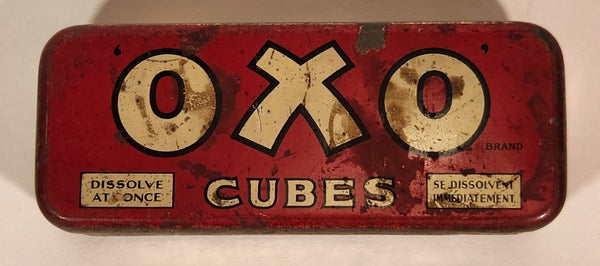 'OXO'
BRAND
DISSOLVE
AT ONCE
CUBES
SE DISSOLVENT
IMMEDIATEMENT